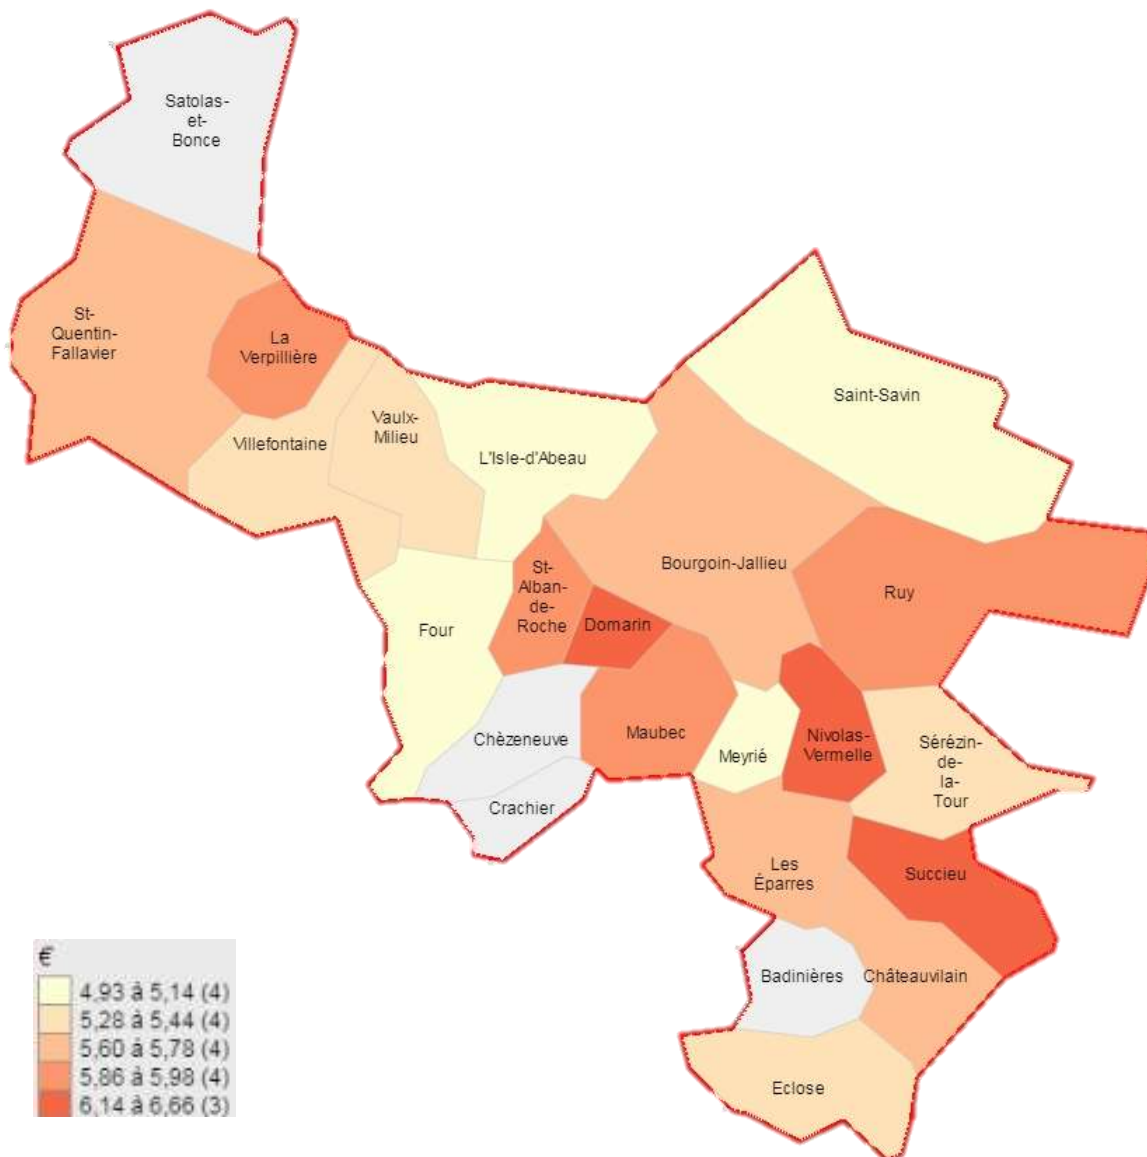 Satolas-
et-
Bonce
St-
Quentin-
Fallavier
La
Verpillière
Villefontaine
Vaulx-
Milieu
L'Isle-d'Abeau
Saint-Savin
Bourgoin-Jallieu
Ruy
St-
Alban-
de-
Roche
Domarin
Four
Chèzeneuve
Crachier
Maubec
Meyrié
Nivolas-
Vermelle
Sérézin-
de-
la-
Tour
Les
Éparres
Succieu
Badinières
Châteauvilain
Eclose
€
4,93 à 5,14 (4)
5,28 à 5,44 (4)
5,60 à 5,78 (4)
5,86 à 5,98 (4)
6,14 à 6,66 (3)